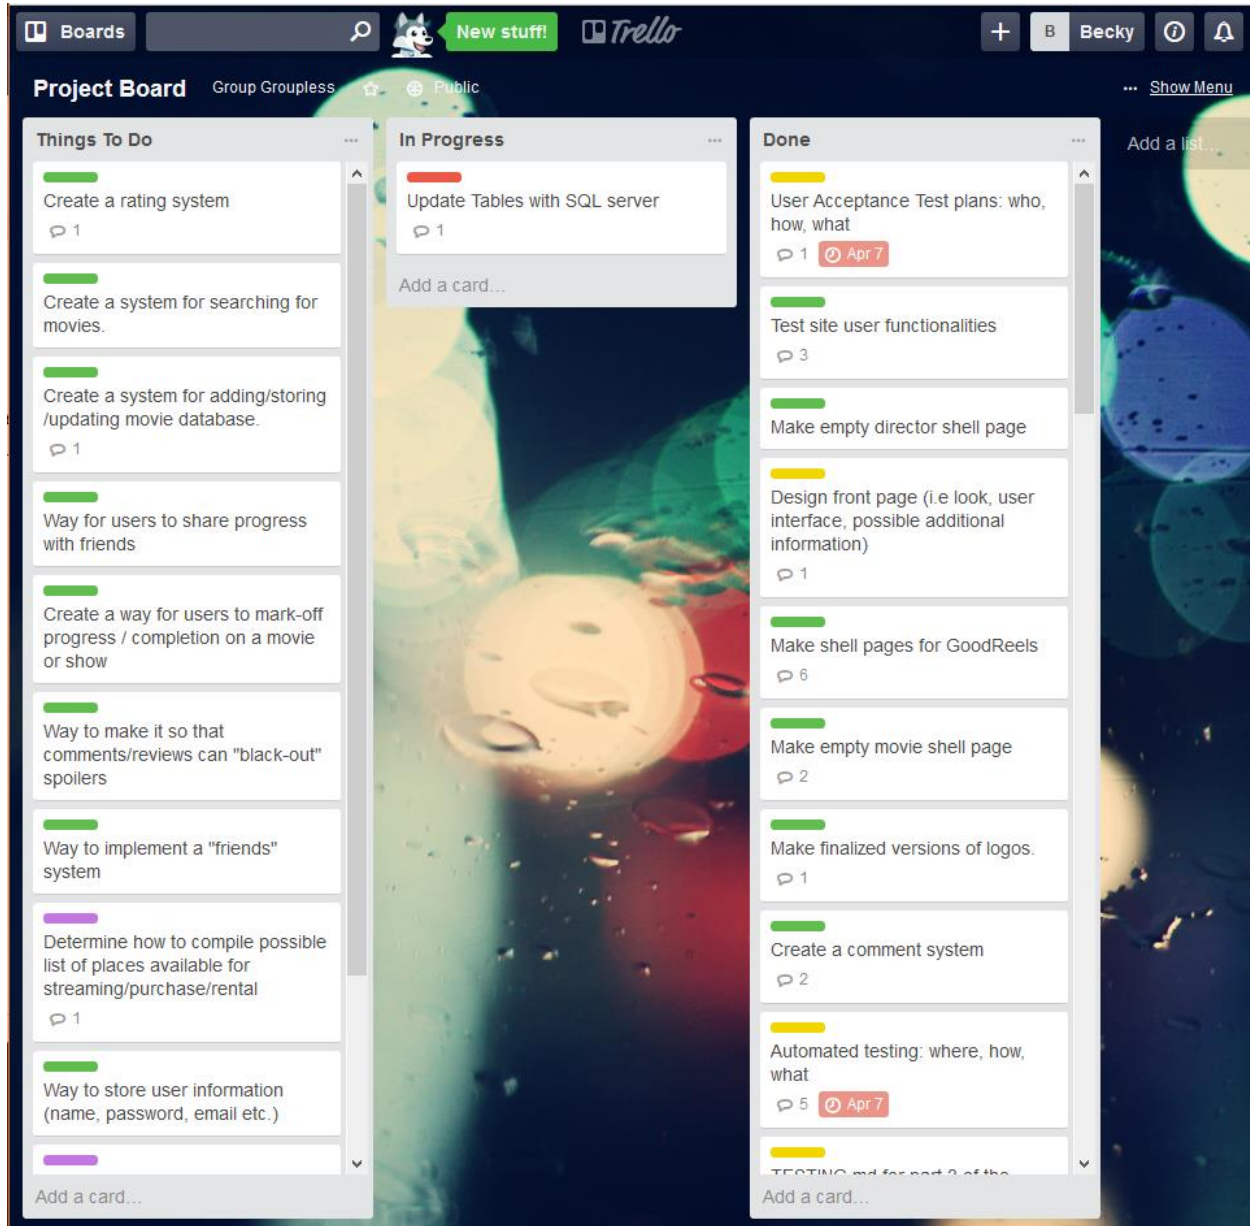 Boards
New stuff!
Trello
B Becky
Project Board
Group Groupless
Public
Show Menu
Things To Do
Create a rating system
1
Create a system for searching for
movies.
Create a system for adding/storing
/updating movie database.
1
Way for users to share progress
with friends
Create a way for users to mark-off
progress / completion on a movie
or show
Way to make it so that
comments/reviews can "black-out"
spoilers
Way to implement a "friends"
system
Determine how to compile possible
list of places available for
streaming/purchase/rental
1
Way to store user information
(name, password, email etc.)
Add a card...
In Progress
Update Tables with SQL server
1
Add a card...
Done
User Acceptance Test plans: who,
how, what
1 Apr 7
Test site user functionalities
3
Make empty director shell page
Design front page (i.e look, user
interface, possible additional
information)
1
Make shell pages for GoodReels
6
Make empty movie shell page
2
Make finalized versions of logos.
1
Create a comment system
2
Automated testing: where, how,
what
5 Apr 7
TESTING.md for part 3 of the
Add a card...
Add a list...